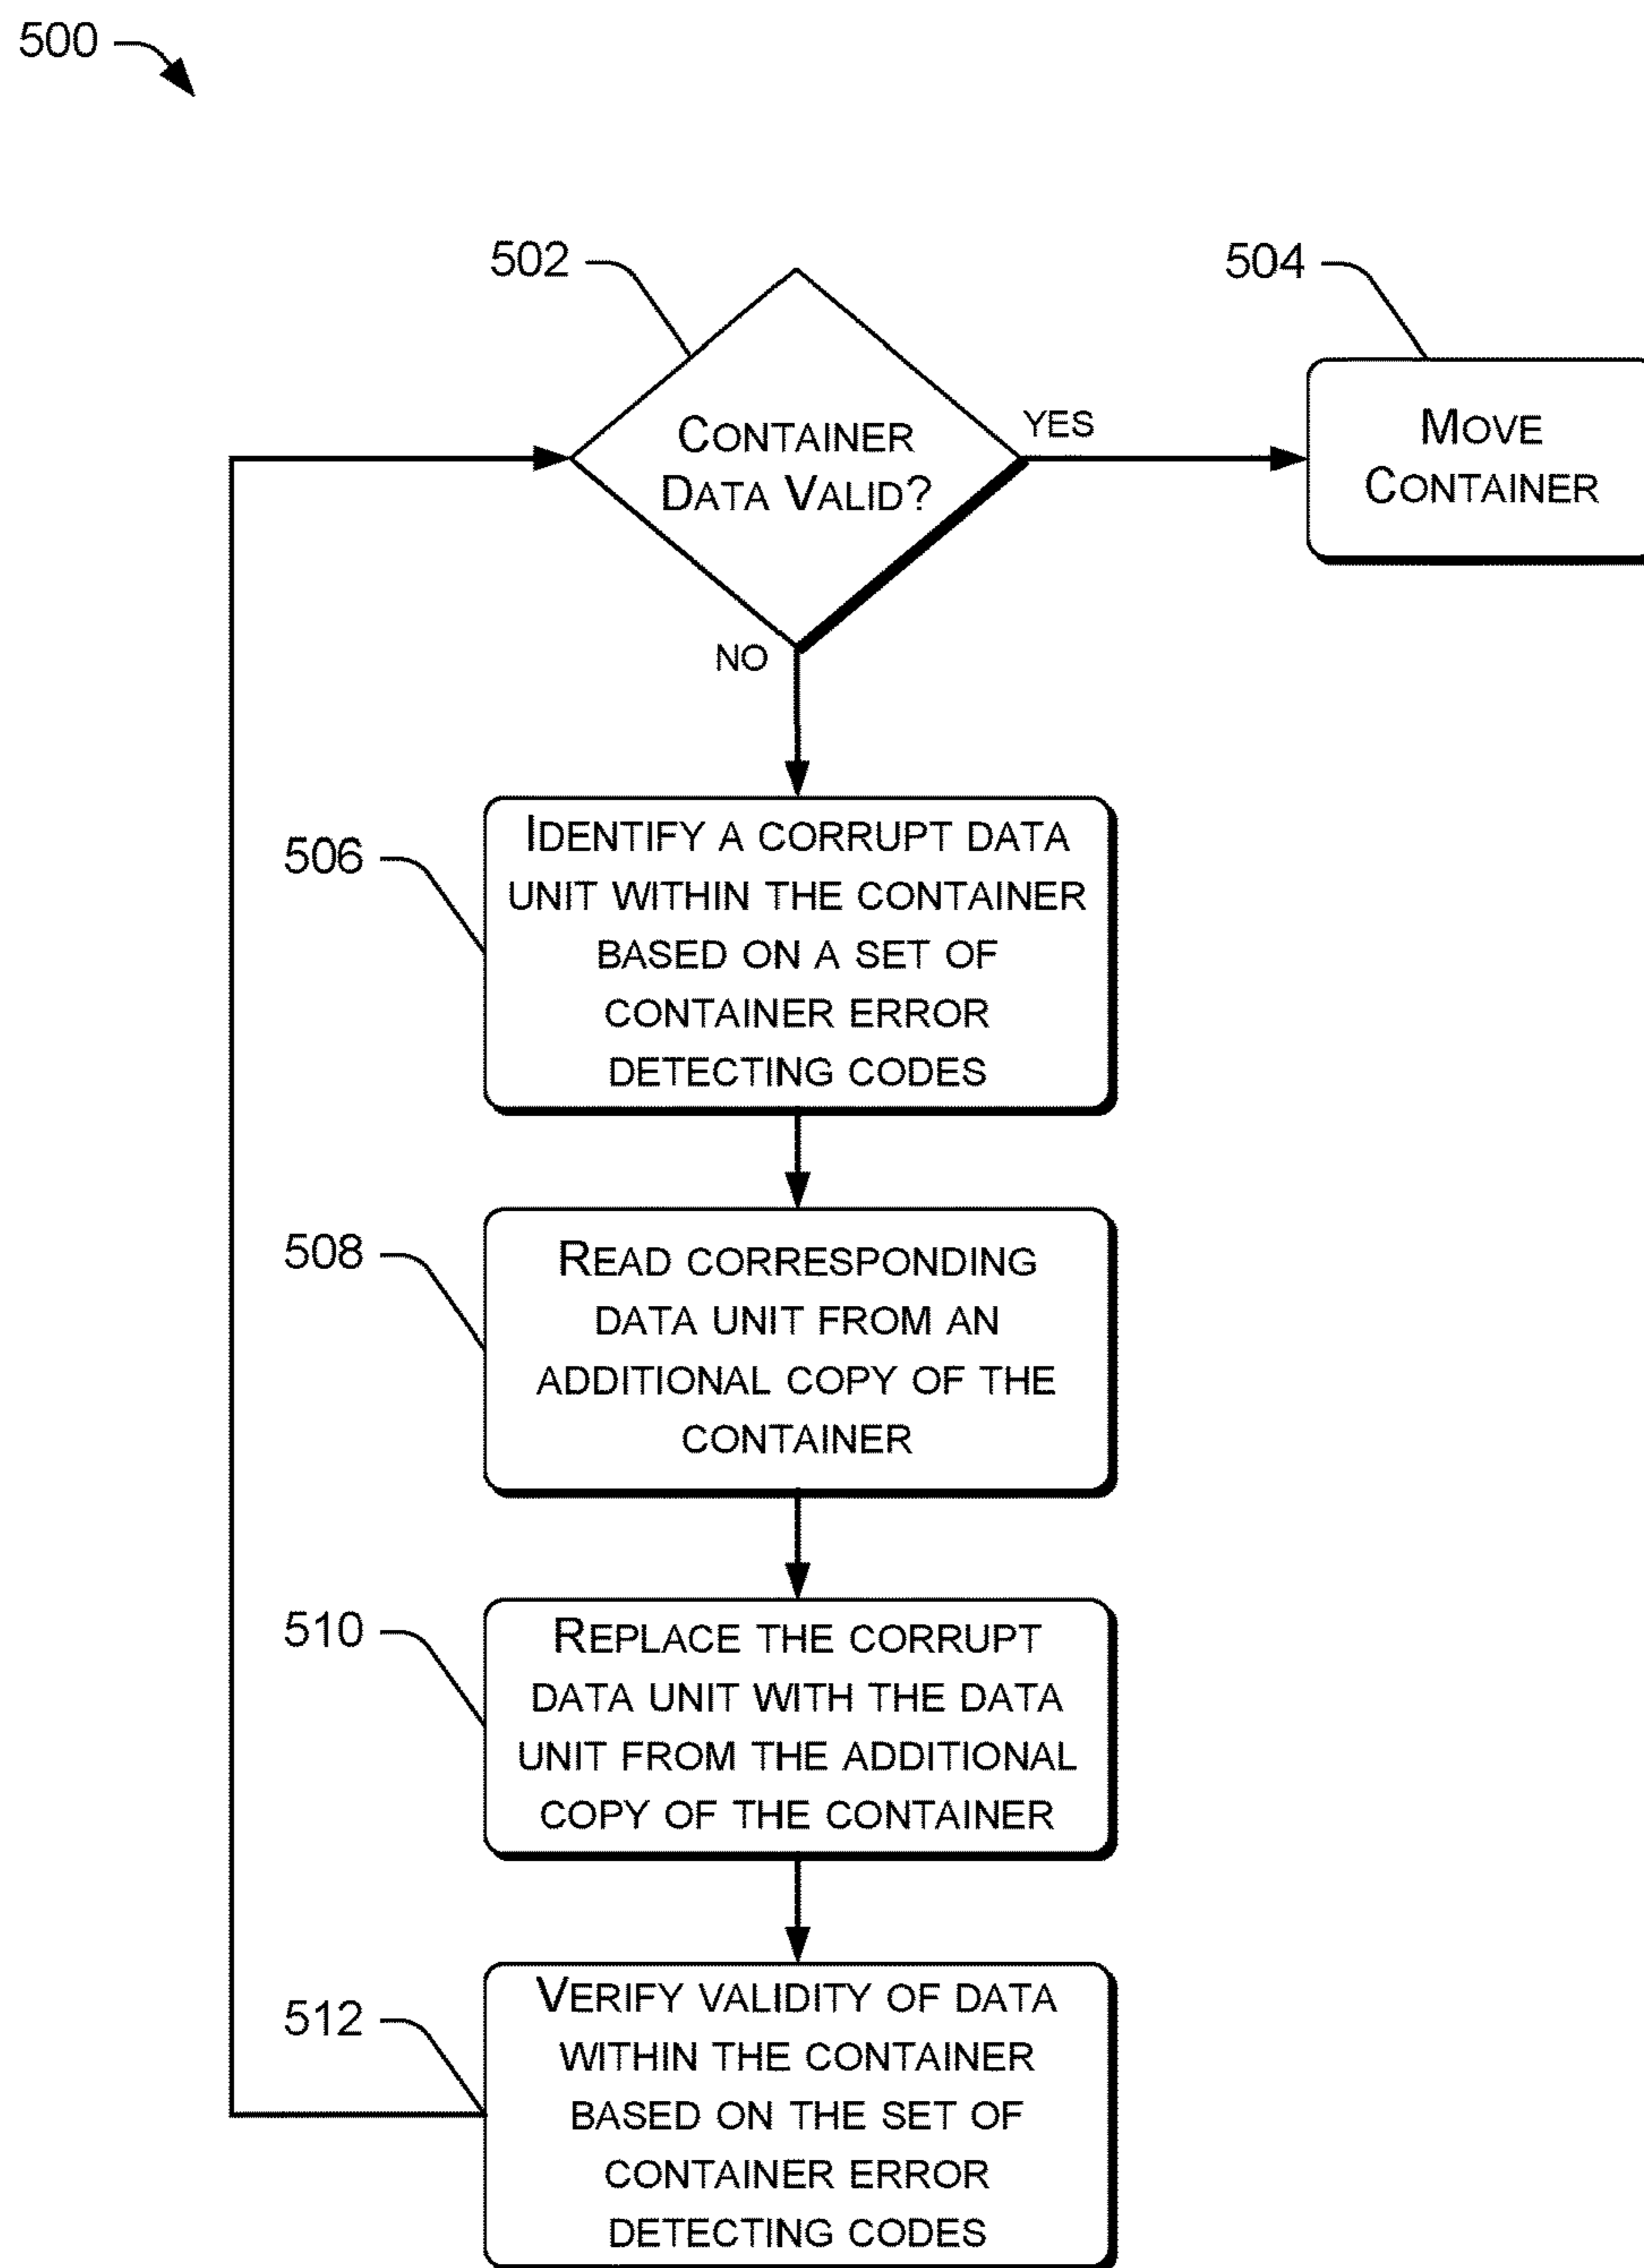 500
502
504
CONTAINER
DATA VALID?
YES
MOVE
CONTAINER
NO
506
IDENTIFY A CORRUPT DATA
UNIT WITHIN THE CONTAINER
BASED ON A SET OF
CONTAINER ERROR
DETECTING CODES
508
READ CORRESPONDING
DATA UNIT FROM AN
ADDITIONAL COPY OF THE
CONTAINER
510
REPLACE THE CORRUPT
DATA UNIT WITH THE DATA
UNIT FROM THE ADDITIONAL
COPY OF THE CONTAINER
512
VERIFY VALIDITY OF DATA
WITHIN THE CONTAINER
BASED ON THE SET OF
CONTAINER ERROR
DETECTING CODES